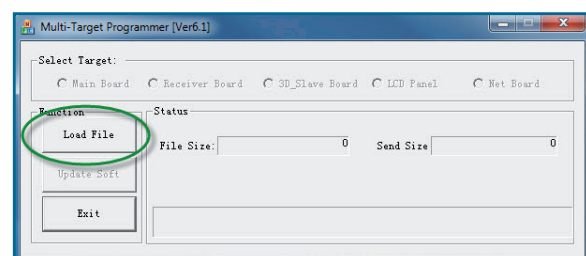 Multi-Target Programmer [Ver6.1]
Select Target:
Main Board Receiver Board 3D_Slave Board LCD Panel Net Board
Function
Status
Load File
File Size: 0 Send Size 0
Update Soft
Exit